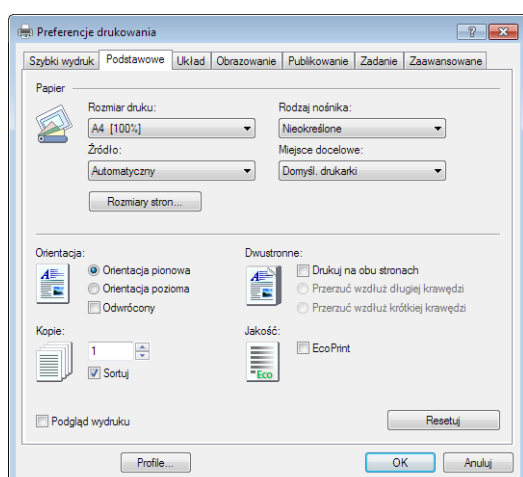 Preferencje drukowania
Szybki wydruk Podstawowe Układ Obrazowanie Publikowanie Zadanie Zaawansowane
Papier
Rozmiar druku: Rodzaj nośnika:
A4 [100%] Nieokreślone
Źródło: Miejsce docelowe:
Automatyczny Domyśl. drukarki
Rozmiary stron...
Orientacja: Dwustronne:
Orientacja pionowa Drukuj na obu stronach
Orientacja pozioma Przerzuć wzdłuż długiej krawędzi
Odwrócony Przerzuć wzdłuż krótkiej krawędzi
Kopie: Jakość:
1 EcoPrint
Sortuj Eco
Podgląd wydruku Resetuj
Profile... OK Anuluj